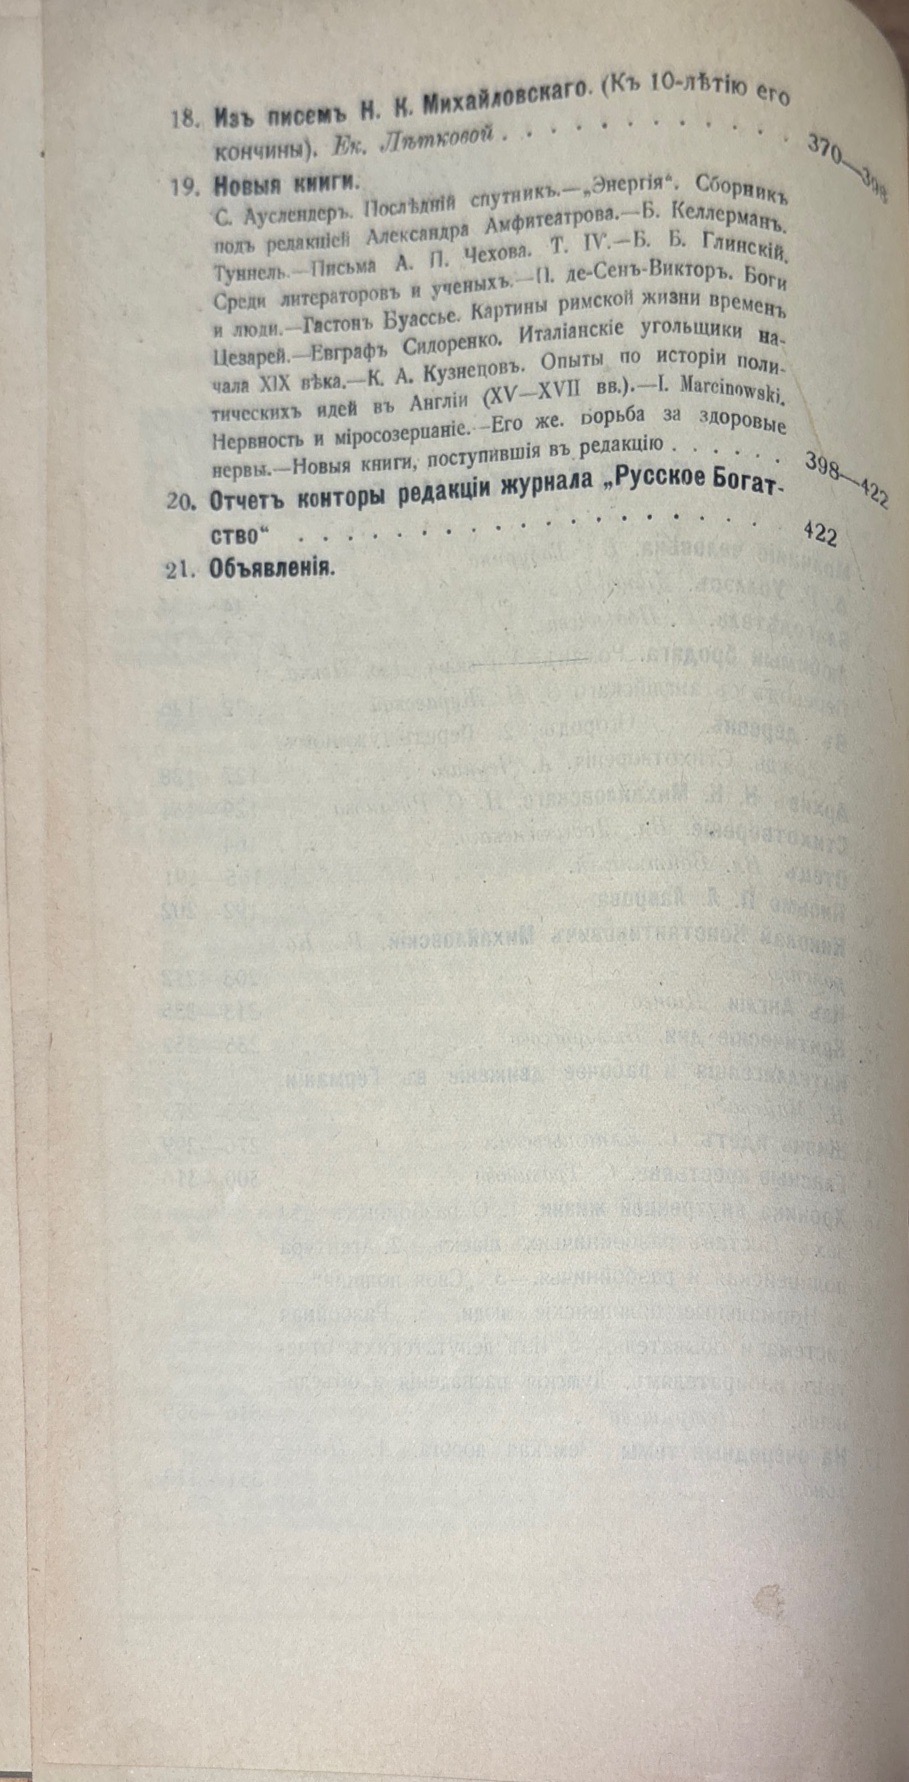 18. Изъ писемъ Н. К. Михайловскаго. (Къ 10-лѣтію его
кончины). Ек. Лѣтковой . . . . . . . . . . . . 370—398
19. Новыя книги.
С. Ауслендеръ. Послѣдній спутникъ.—„Энергія“. Сборникъ
подъ редакціей Александра Амфитеатрова.—Б. Келлерманъ.
Туннель.—Письма А. П. Чехова. Т. IV.—Б. Б. Глинскій.
Среди литераторовъ и ученыхъ.—П. де-Сенъ-Викторъ. Боги
и люди.—Гастонъ Буассье. Картины римской жизни временъ
Цезарей.—Евграфъ Сидоренко. Италіанскіе угольщики на-
чала XIX вѣка.—К. А. Кузнецовъ. Опыты по исторіи поли-
тическихъ идей въ Англіи (XV—XVII вв.).—I. Marcinowski.
Нервность и міросозерцаніе.—Его же. Борьба за здоровые
нервы.—Новыя книги, поступившія въ редакцію . . . . . . 398—422
20. Отчетъ конторы редакціи журнала „Русское Богат-
ство“ . . . . . . . . . . . . . . . . . . . 422
21. Объявленія.